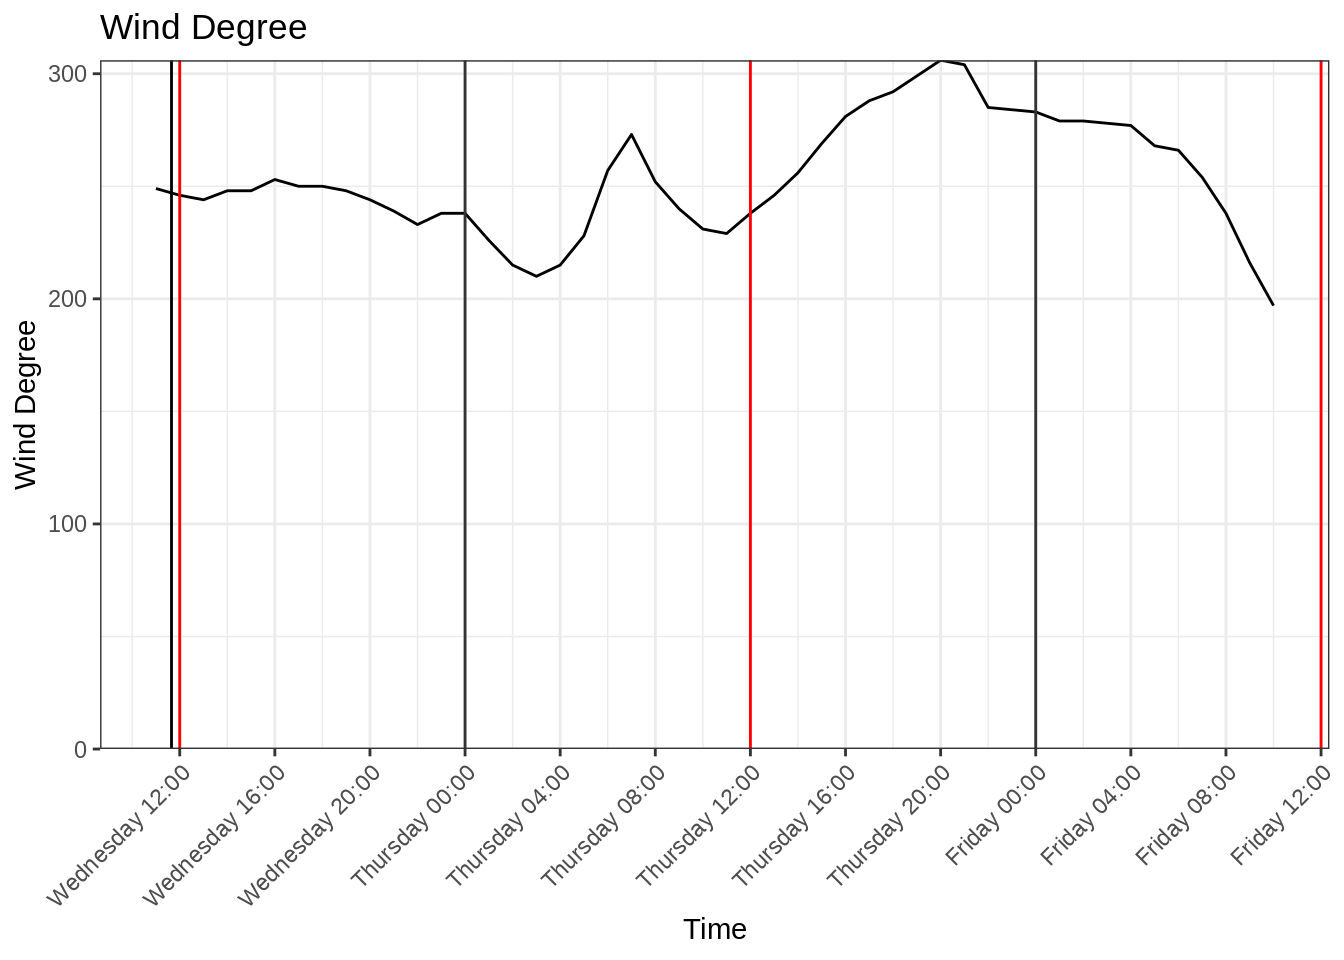 Wind Degree
300
200
100
0
Wind Degree
Wednesday 12:00
Wednesday 16:00
Wednesday 20:00
Thursday 00:00
Thursday 04:00
Thursday 08:00
Thursday 12:00
Thursday 16:00
Thursday 20:00
Friday 00:00
Friday 04:00
Friday 08:00
Friday 12:00
Time